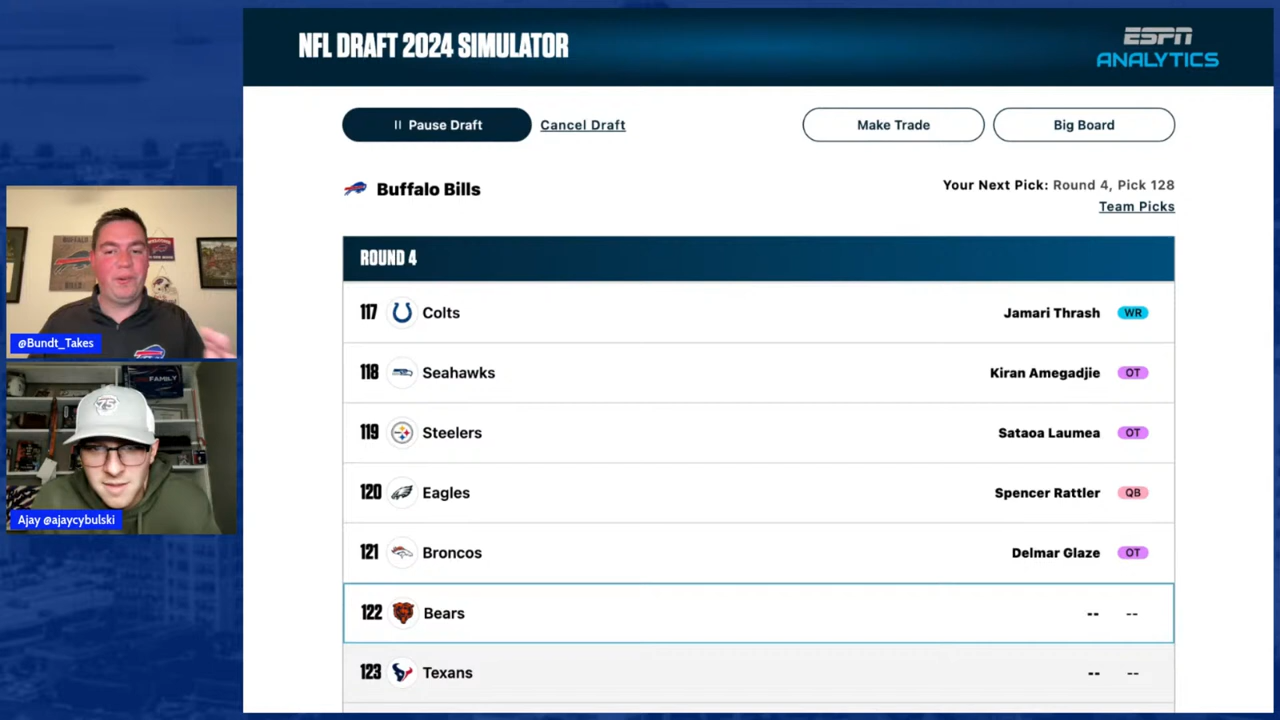 NFL DRAFT 2024 SIMULATOR
ESPN
ANALYTICS
Pause Draft
Cancel Draft
Make Trade
Big Board
Buffalo Bills
Your Next Pick: Round 4, Pick 128
Team Picks
ROUND 4
117 Colts Jamari Thrash WR
118 Seahawks Kiran Amegadjie OT
119 Steelers Sataoa Laumea OT
120 Eagles Spencer Rattler QB
121 Broncos Delmar Glaze OT
122 Bears -- --
123 Texans -- --
BUFFALO
BILLS
@Bundt_Takes
FAMILY
75
Ajay @ajaycybulski